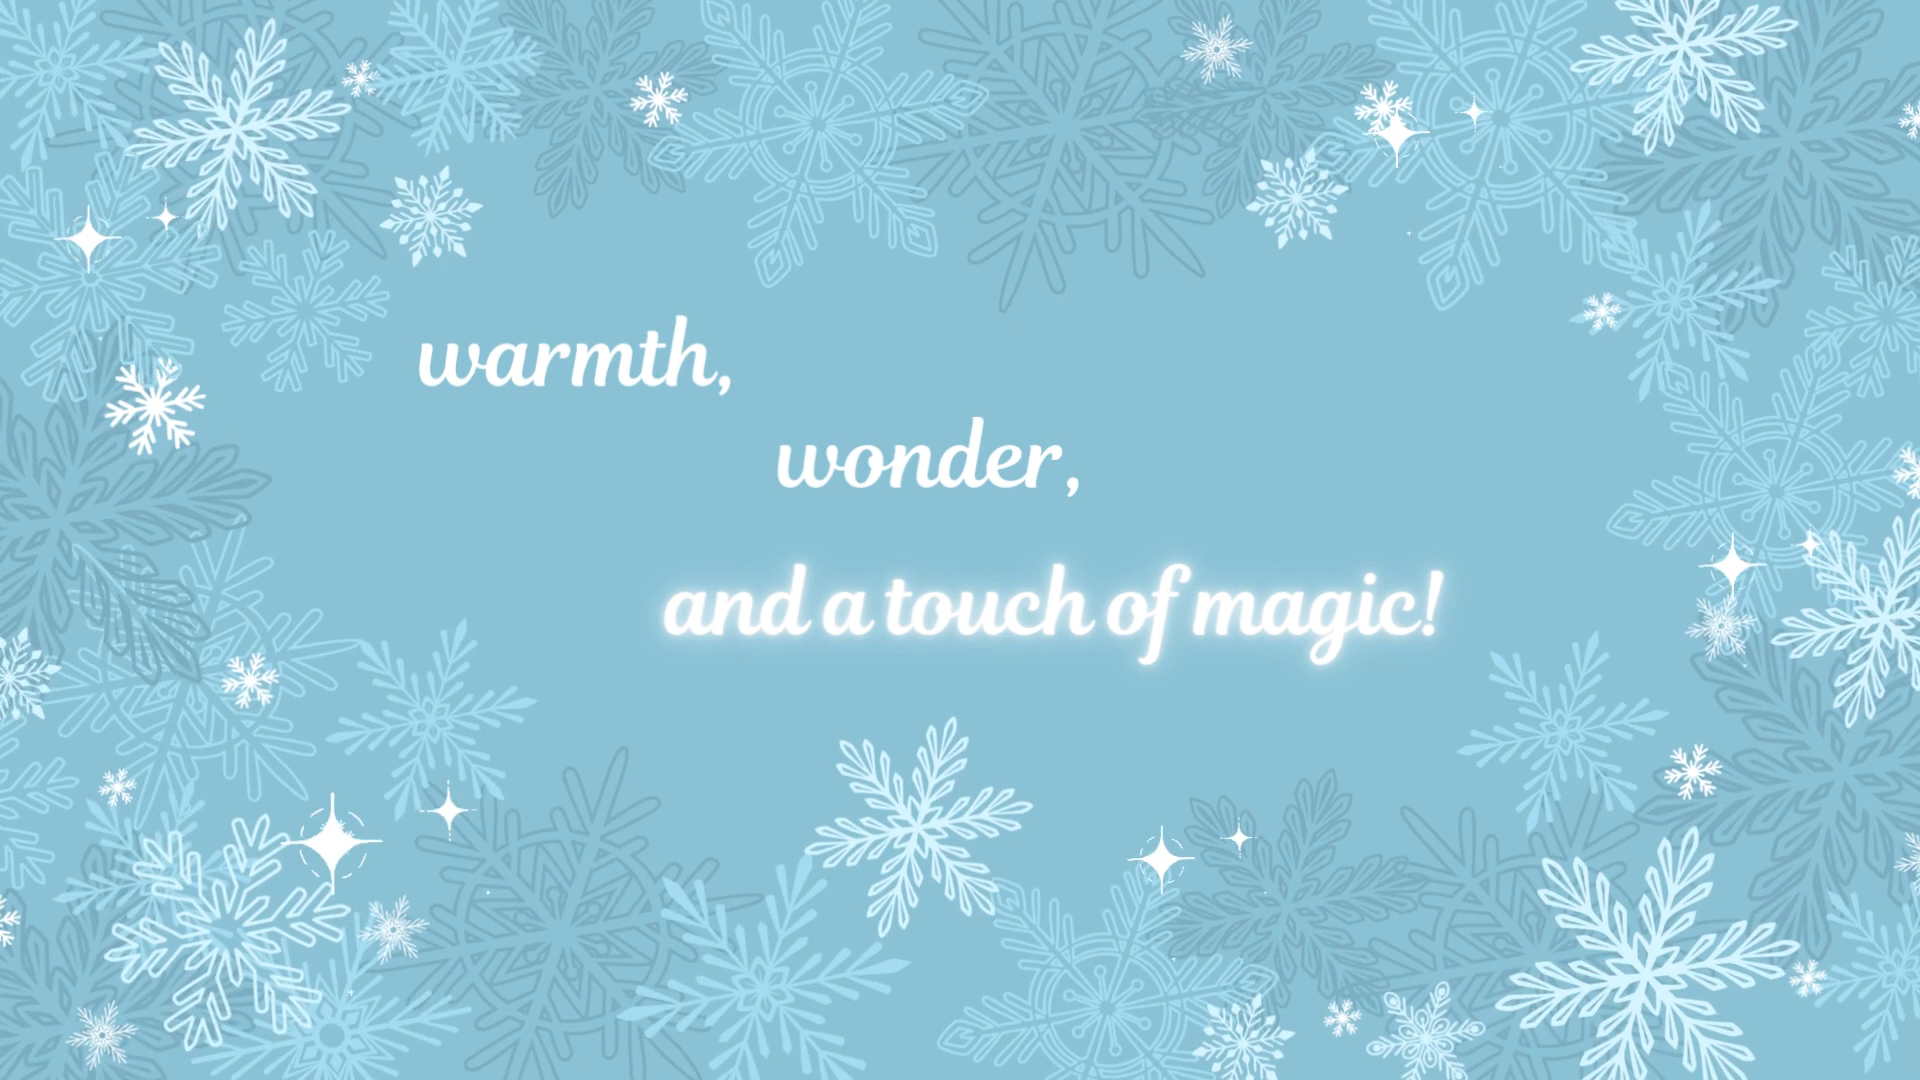 warmth,
wonder,
and a touch of magic!